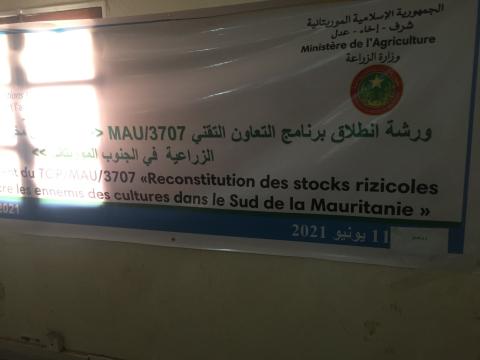 الجمهورية الإسلامية الموريتانية
شرف - إخاء - عدل
Ministère de l'Agriculture
وزارة الزراعة
ورشة انطلاق برنامج التعاون التقني MAU/3707 <<
الزراعية في الجنوب >>
du TCP/MAU/3707 «Reconstitution des stocks rizicoles
les ennemis des cultures dans le Sud de la Mauritanie »
2021
11 يونيو 2021